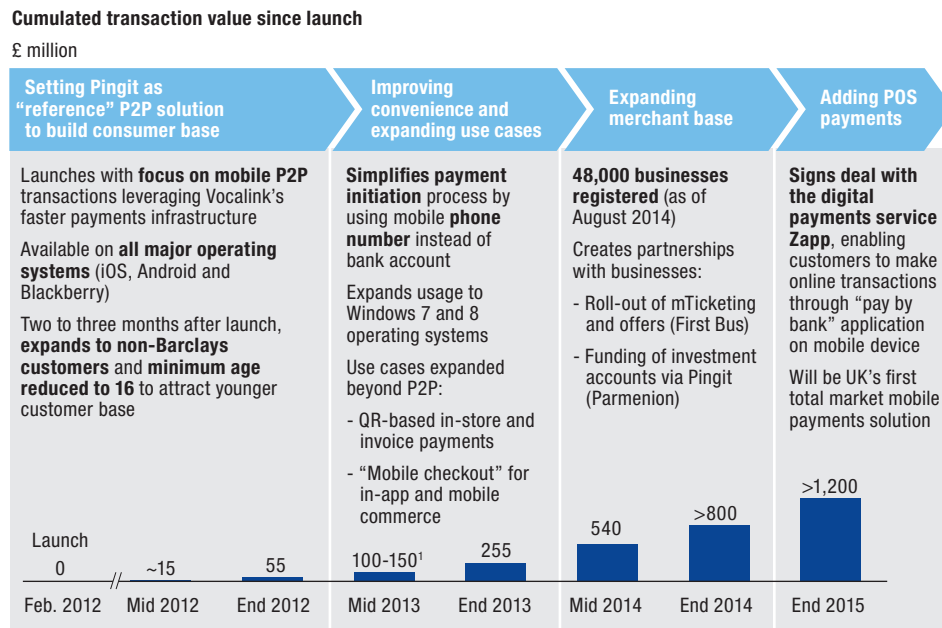 Cumulated transaction value since launch
£ million
Setting Pingit as
“reference” P2P solution
to build consumer base
Improving
convenience and
expanding use cases
Expanding
merchant base
Adding POS
payments
Launches with focus on mobile P2P
transactions leveraging Vocalink’s
faster payments infrastructure
Available on all major operating
systems (iOS, Android and
Blackberry)
Two to three months after launch,
expands to non-Barclays
customers and minimum age
reduced to 16 to attract younger
customer base
Simplifies payment
initiation process by
using mobile phone
number instead of
bank account
Expands usage to
Windows 7 and 8
operating systems
Use cases expanded
beyond P2P:
- QR-based in-store and
invoice payments
- “Mobile checkout” for
in-app and mobile
commerce
48,000 businesses
registered (as of
August 2014)
Creates partnerships
with businesses:
- Roll-out of mTicketing
and offers (First Bus)
- Funding of investment
accounts via Pingit
(Parmenion)
Signs deal with
the digital
payments service
Zapp, enabling
customers to make
online transactions
through “pay by
bank” application
on mobile device
Will be UK’s first
total market mobile
payments solution
Launch
0
~15
55
100-150¹
255
540
>800
>1,200
Feb. 2012
Mid 2012
End 2012
Mid 2013
End 2013
Mid 2014
End 2014
End 2015